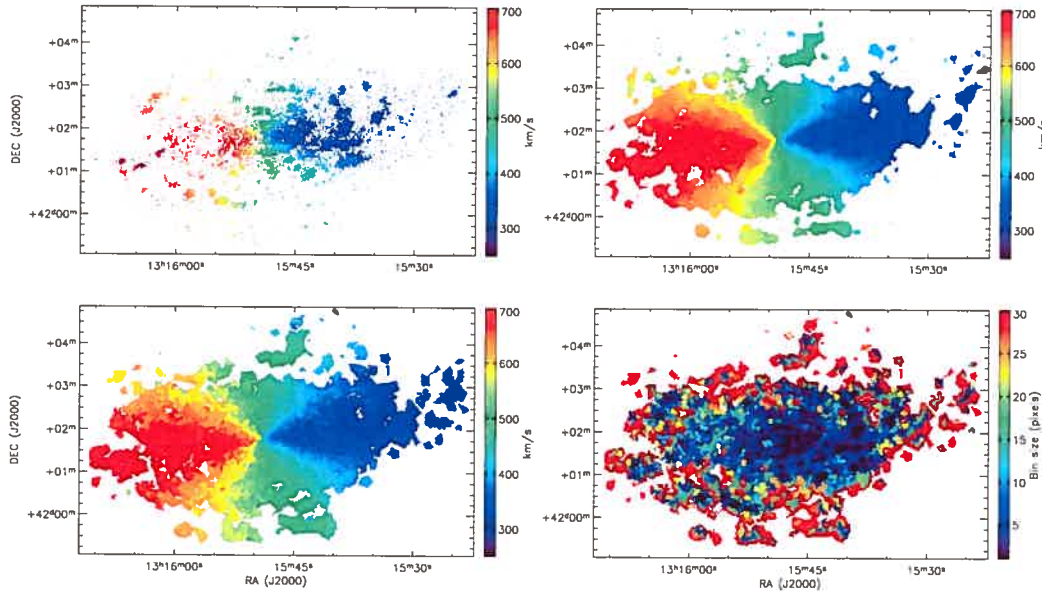 700
600
500
400
300
km/s
+04ᵐ
+03ᵐ
+02ᵐ
+01ᵐ
+42°00ᵐ
DEC (J2000)
13ʰ16ᵐ00ˢ
15ᵐ45ˢ
15ᵐ30ˢ
700
600
500
400
300
km/s
+04ᵐ
+03ᵐ
+02ᵐ
+01ᵐ
+42°00ᵐ
13ʰ16ᵐ00ˢ
15ᵐ45ˢ
15ᵐ30ˢ
700
600
500
400
300
km/s
+04ᵐ
+03ᵐ
+02ᵐ
+01ᵐ
+42°00ᵐ
DEC (J2000)
13ʰ16ᵐ00ˢ
15ᵐ45ˢ
15ᵐ30ˢ
RA (J2000)
30
25
20
15
10
5
Bin size (pixels)
+04ᵐ
+03ᵐ
+02ᵐ
+01ᵐ
+42°00ᵐ
13ʰ16ᵐ00ˢ
15ᵐ45ˢ
15ᵐ30ˢ
RA (J2000)